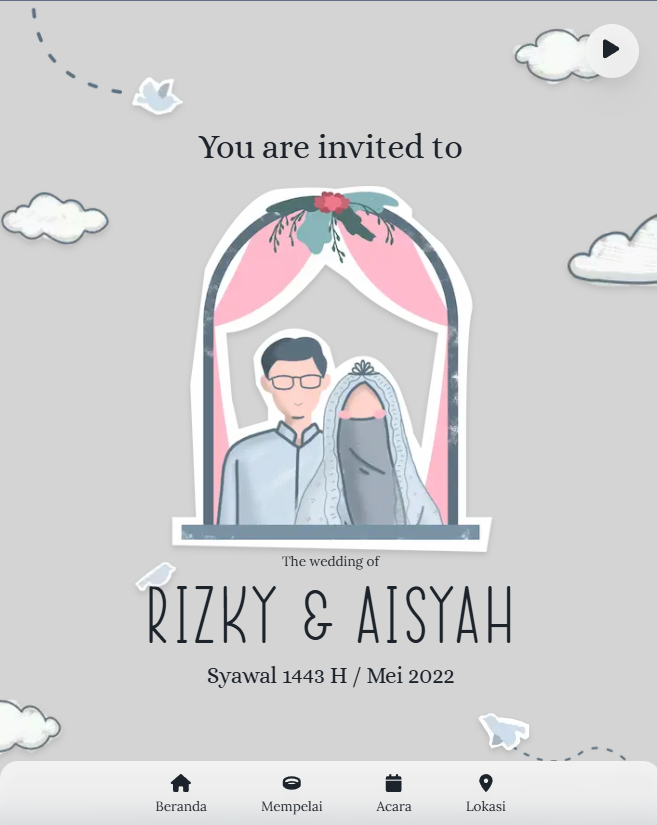 You are invited to
The wedding of
RIZKY & AISYAH
Syawal 1443 H / Mei 2022
Beranda Mempelai Acara Lokasi